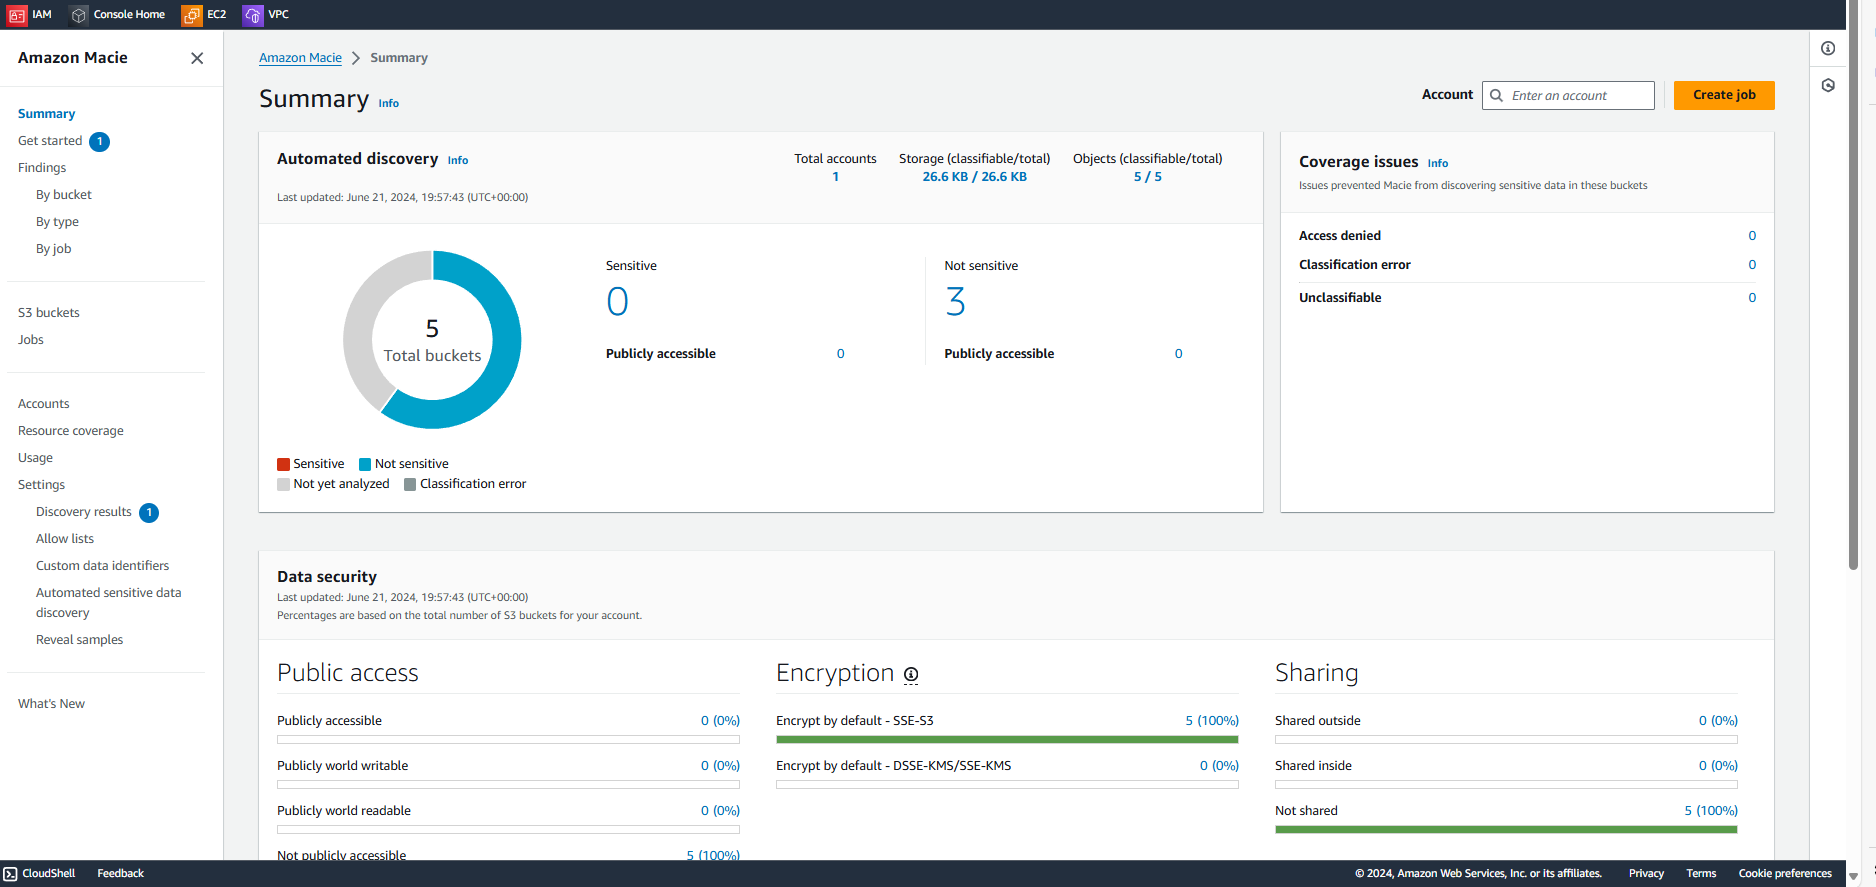 IAM Console Home EC2 VPC
Amazon Macie
Summary
Get started 1
Findings
By bucket
By type
By job
S3 buckets
Jobs
Accounts
Resource coverage
Usage
Settings
Discovery results 1
Allow lists
Custom data identifiers
Automated sensitive data
discovery
Reveal samples
What's New
Amazon Macie Summary
Summary Info
Account Enter an account Create job
Automated discovery Info
Last updated: June 21, 2024, 19:57:43 (UTC+00:00)
Total accounts
1
Storage (classifiable/total)
26.6 KB / 26.6 KB
Objects (classifiable/total)
5 / 5
5
Total buckets
Sensitive Not sensitive
Not yet analyzed Classification error
Sensitive
0
Publicly accessible 0
Not sensitive
3
Publicly accessible 0
Coverage issues Info
Issues prevented Macie from discovering sensitive data in these buckets
Access denied 0
Classification error 0
Unclassifiable 0
Data security
Last updated: June 21, 2024, 19:57:43 (UTC+00:00)
Percentages are based on the total number of S3 buckets for your account.
Public access
Publicly accessible 0 (0%)
Publicly world writable 0 (0%)
Publicly world readable 0 (0%)
Not publicly accessible 5 (100%)
Encryption
Encrypt by default - SSE-S3 5 (100%)
Encrypt by default - DSSE-KMS/SSE-KMS 0 (0%)
Sharing
Shared outside 0 (0%)
Shared inside 0 (0%)
Not shared 5 (100%)
CloudShell Feedback © 2024, Amazon Web Services, Inc. or its affiliates. Privacy Terms Cookie preferences